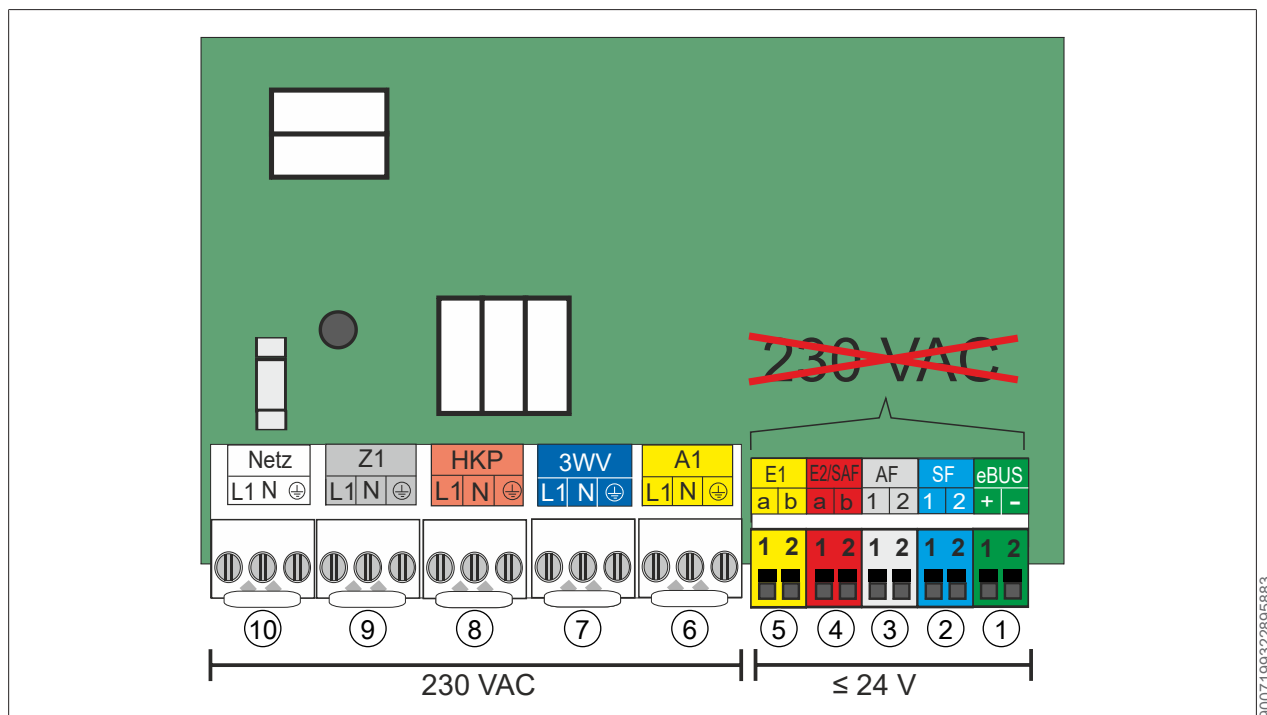 230 VAC
Netz Z1 HKP 3WV A1
L1 N ⏚ L1 N ⏚ L1 N ⏚ L1 N ⏚ L1 N ⏚
E1 E2/SAF AF SF eBUS
a b a b 1 2 1 2 + -
1 2 1 2 1 2 1 2 1 2
10 9 8 7 6 5 4 3 2 1
230 VAC ≤ 24 V
9007199322895883